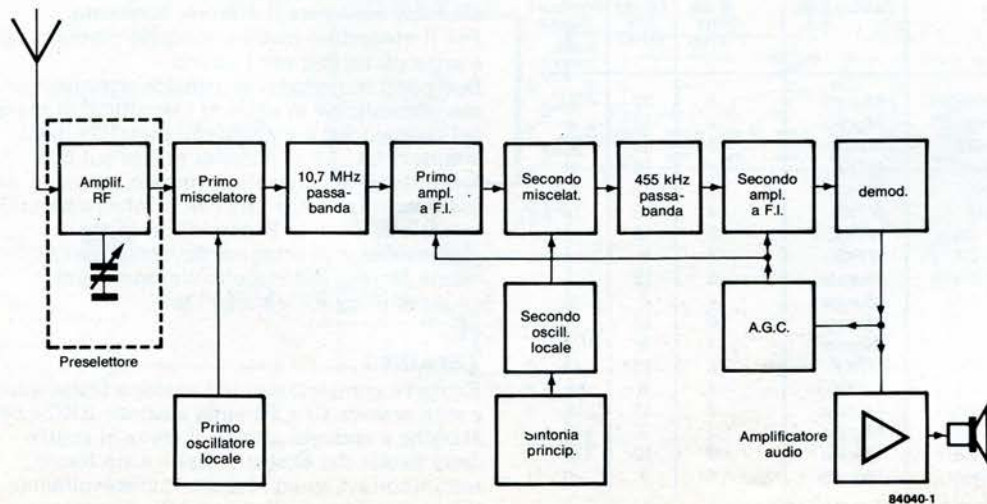 Amplif.
RF
Preselettore
Primo
miscelatore
10,7 MHz
passa-
banda
Primo
ampl.
a F.I.
Secondo
miscelat.
455 kHz
passa-
banda
Secondo
ampl.
a F.I.
demod.
Secondo
oscill.
locale
A.G.C.
Primo
oscillatore
locale
Sintonia
princip.
Amplificatore
audio
84040-1